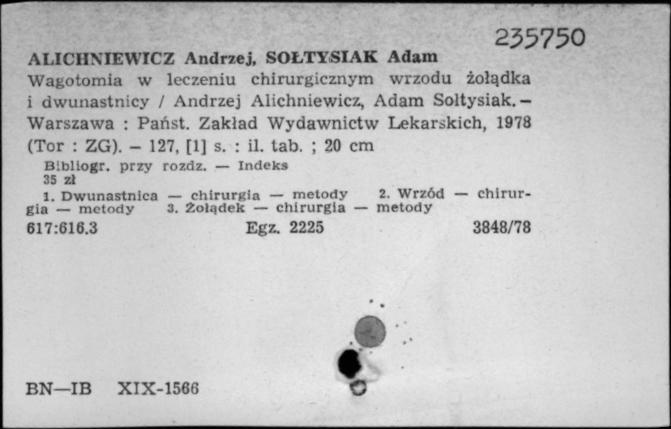 235750
ALICHNIEWICZ Andrzej, SOŁTYSIAK Adam
Wagotomia w leczeniu chirurgicznym wrzodu żołądka
i dwunastnicy / Andrzej Alichniewicz, Adam Sołtysiak. —
Warszawa : Państ. Zakład Wydawnictw Lekarskich, 1978
(Tor : ZG). — 127, [1] s. : il. tab. ; 20 cm
Bibliogr. przy rozdz. — Indeks
35 zł
1. Dwunastnica — chirurgia — metody 2. Wrzód — chirur-
gia — metody 3. Żołądek — chirurgia — metody
617:616.3 Egz. 2225 3848/78
BN—IB XIX-1566